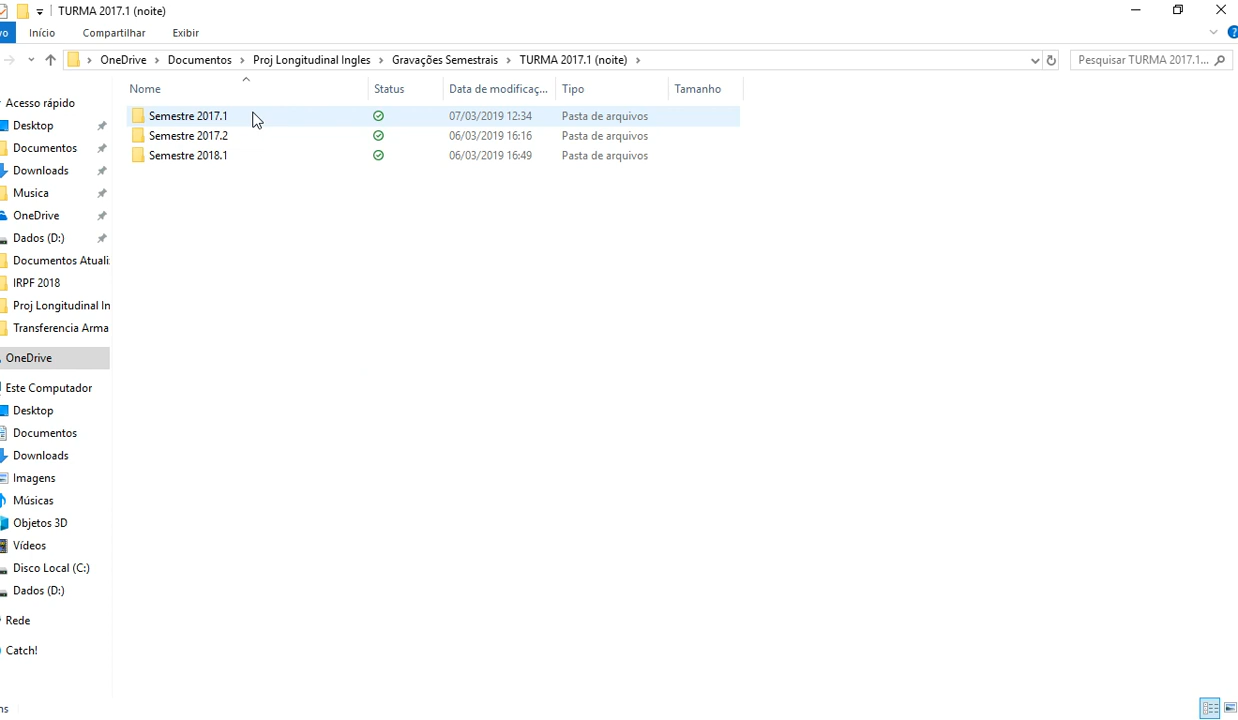 TURMA 2017.1 (noite)
Início Compartilhar Exibir
OneDrive Documents Proj Longitudinal Ingles Gravações Semestrais TURMA 2017.1 (noite)
Pesquisar TURMA 2017.1...
Nome Status Data de modificaç... Tipo Tamanho
Semestre 2017.1 07/03/2019 12:34 Pasta de arquivos
Semestre 2017.2 06/03/2019 16:16 Pasta de arquivos
Semestre 2018.1 06/03/2019 16:49 Pasta de arquivos
Acesso rápido
Desktop
Documentos
Downloads
Musica
OneDrive
Dados (D:)
Documentos Atuali
IRPF 2018
Proj Longitudinal In
Transferencia Arma
OneDrive
Este Computador
Desktop
Documentos
Downloads
Imagens
Músicas
Objetos 3D
Vídeos
Disco Local (C:)
Dados (D:)
Rede
Catch!